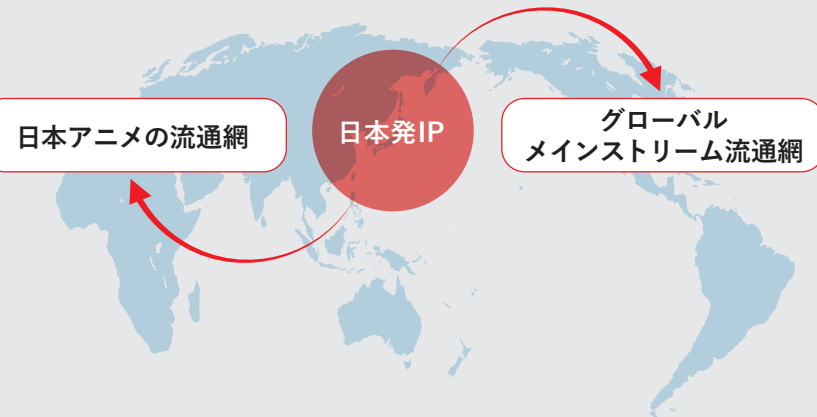 日本アニメの流通網
日本発IP
グローバル
メインストリーム流通網